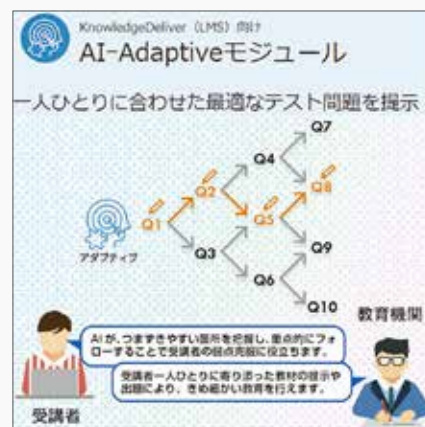 KnowledgeDeliver（LMS）向け
AI-Adaptiveモジュール
一人ひとりに合わせた最適なテスト問題を提示
Q7
Q4
Q2
Q8
Q1
Q5
アダプティブ
Q3
Q9
Q6
Q10
教育機関
AIが、つまずきやすい箇所を把握し、重点的にフォ
ローすることで受講者の弱点克服に役立ちます。
受講者一人ひとりに寄り添った教材の提示や
出題により、きめ細かい教育を行えます。
受講者